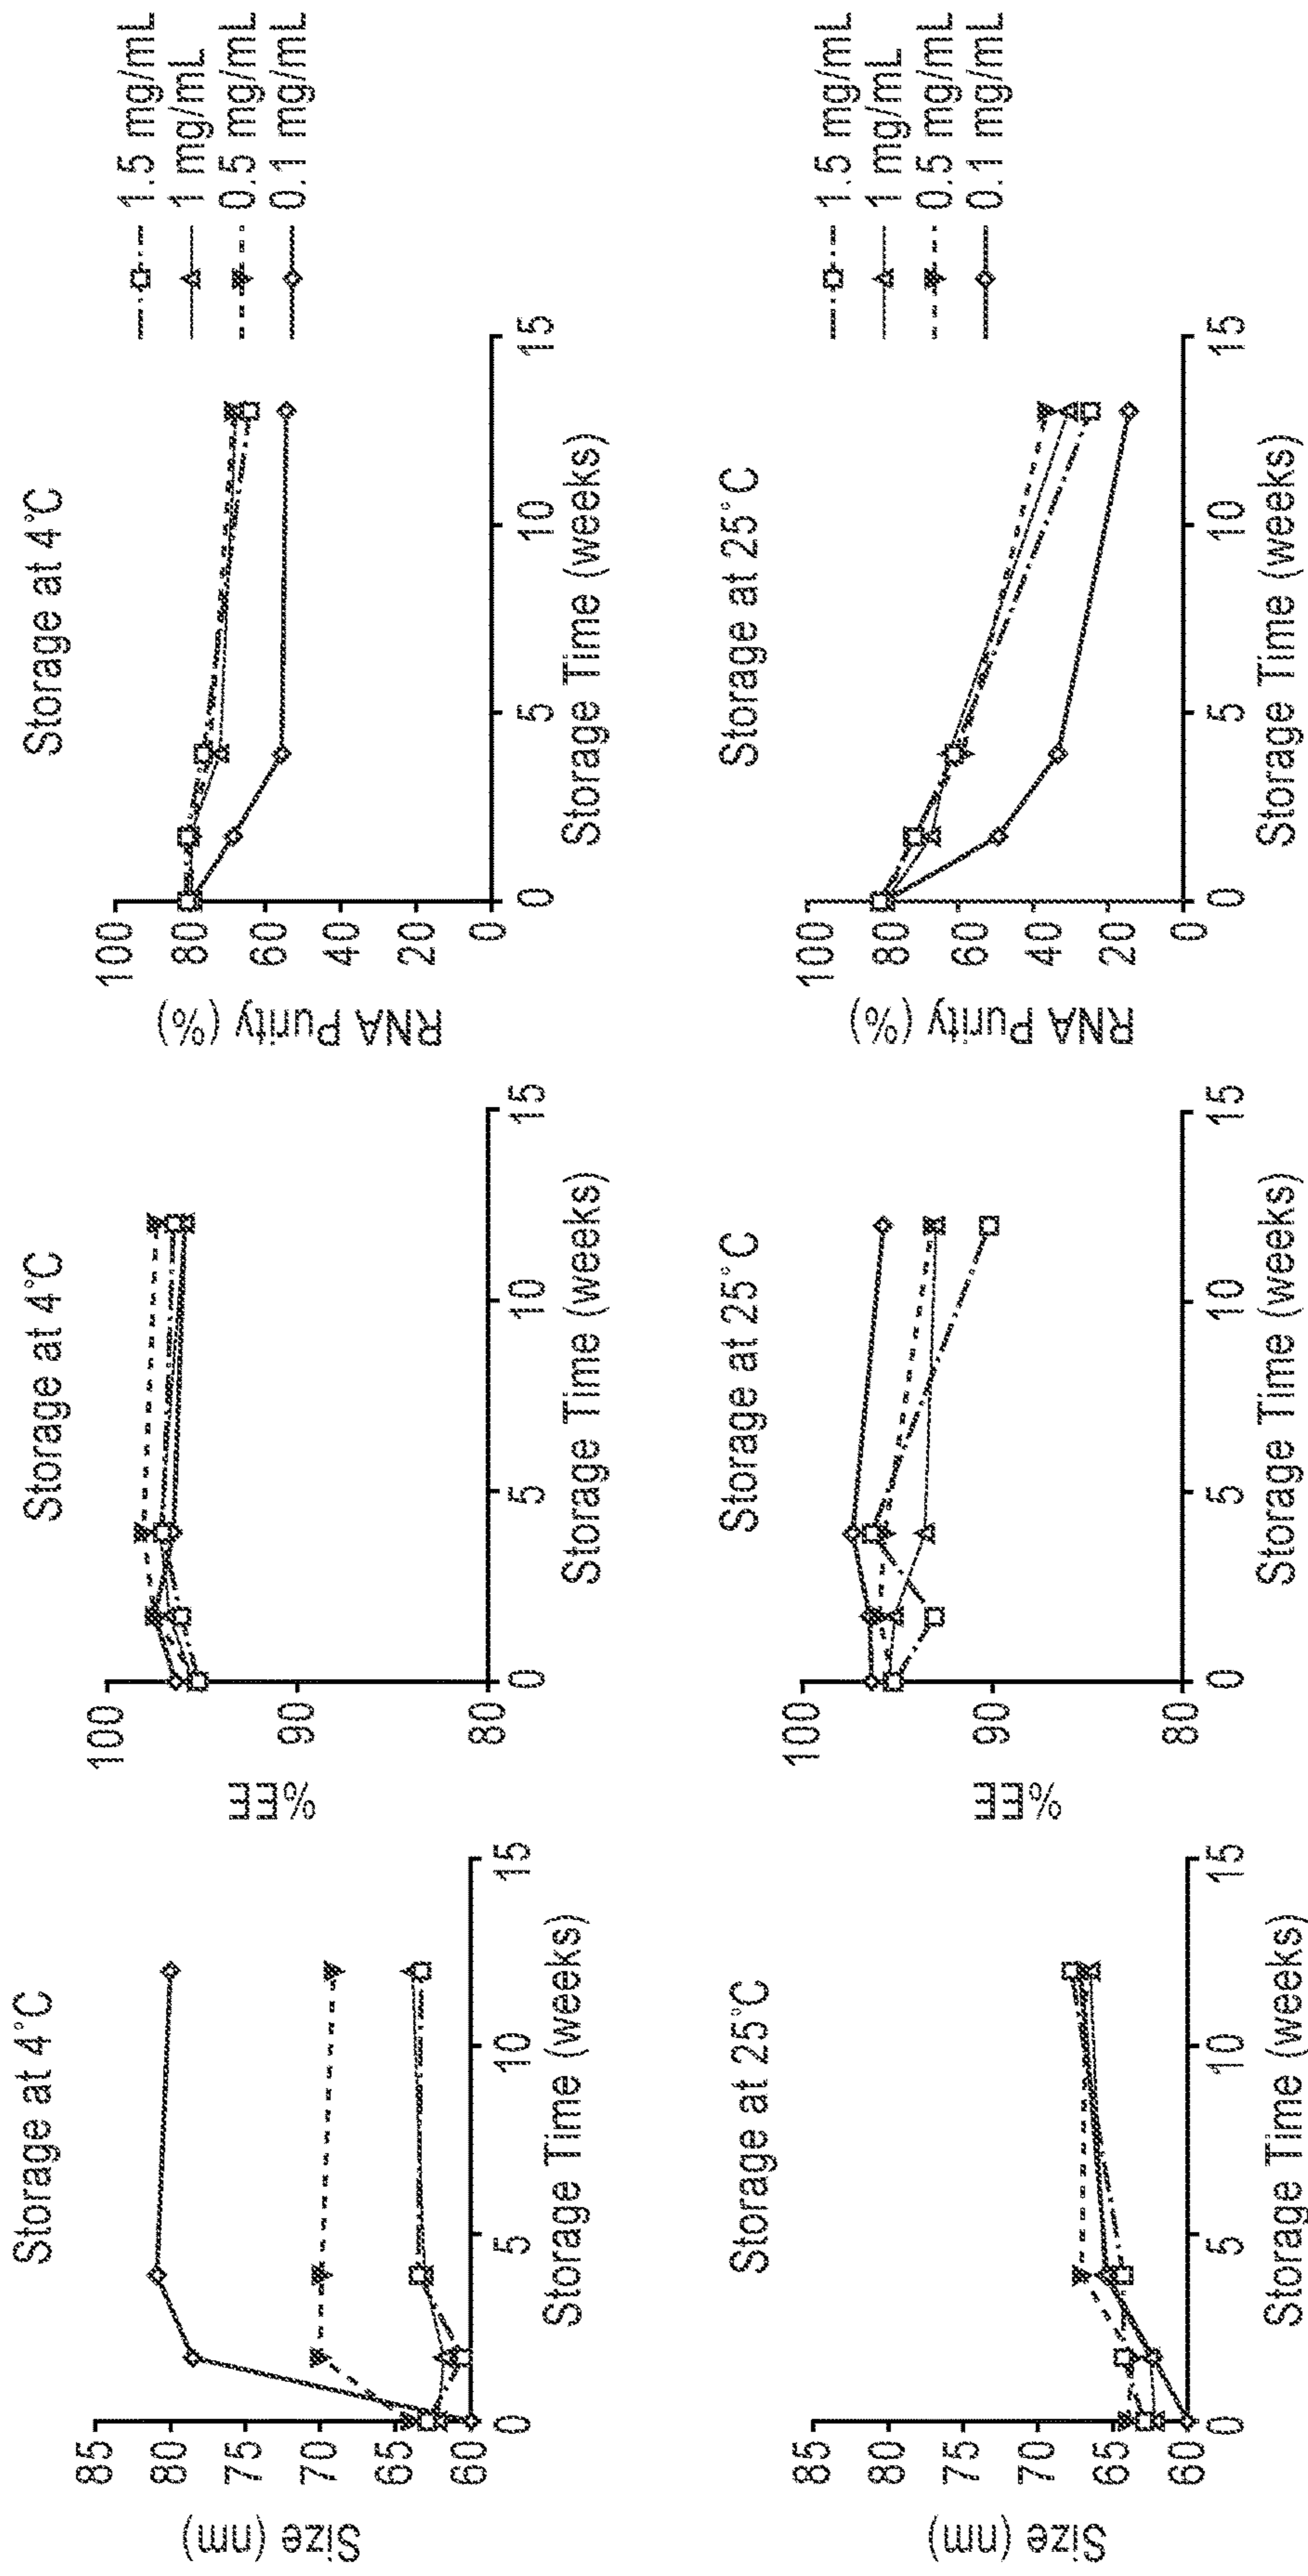 Storage at 4°C
85
80
75
70
65
60
Size (nm)
0
5
10
15
Storage Time (weeks)
Storage at 4°C
100
90
80
%EE
0
5
10
15
Storage Time (weeks)
Storage at 4°C
100
80
60
40
20
0
RNA Purity (%)
0
5
10
15
Storage Time (weeks)
1.5 mg/mL
1 mg/mL
0.5 mg/mL
0.1 mg/mL
Storage at 25°C
85
80
75
70
65
60
Size (nm)
0
5
10
15
Storage Time (weeks)
Storage at 25°C
100
90
80
%EE
0
5
10
15
Storage Time (weeks)
Storage at 25°C
100
80
60
40
20
0
RNA Purity (%)
0
5
10
15
Storage Time (weeks)
1.5 mg/mL
1 mg/mL
0.5 mg/mL
0.1 mg/mL